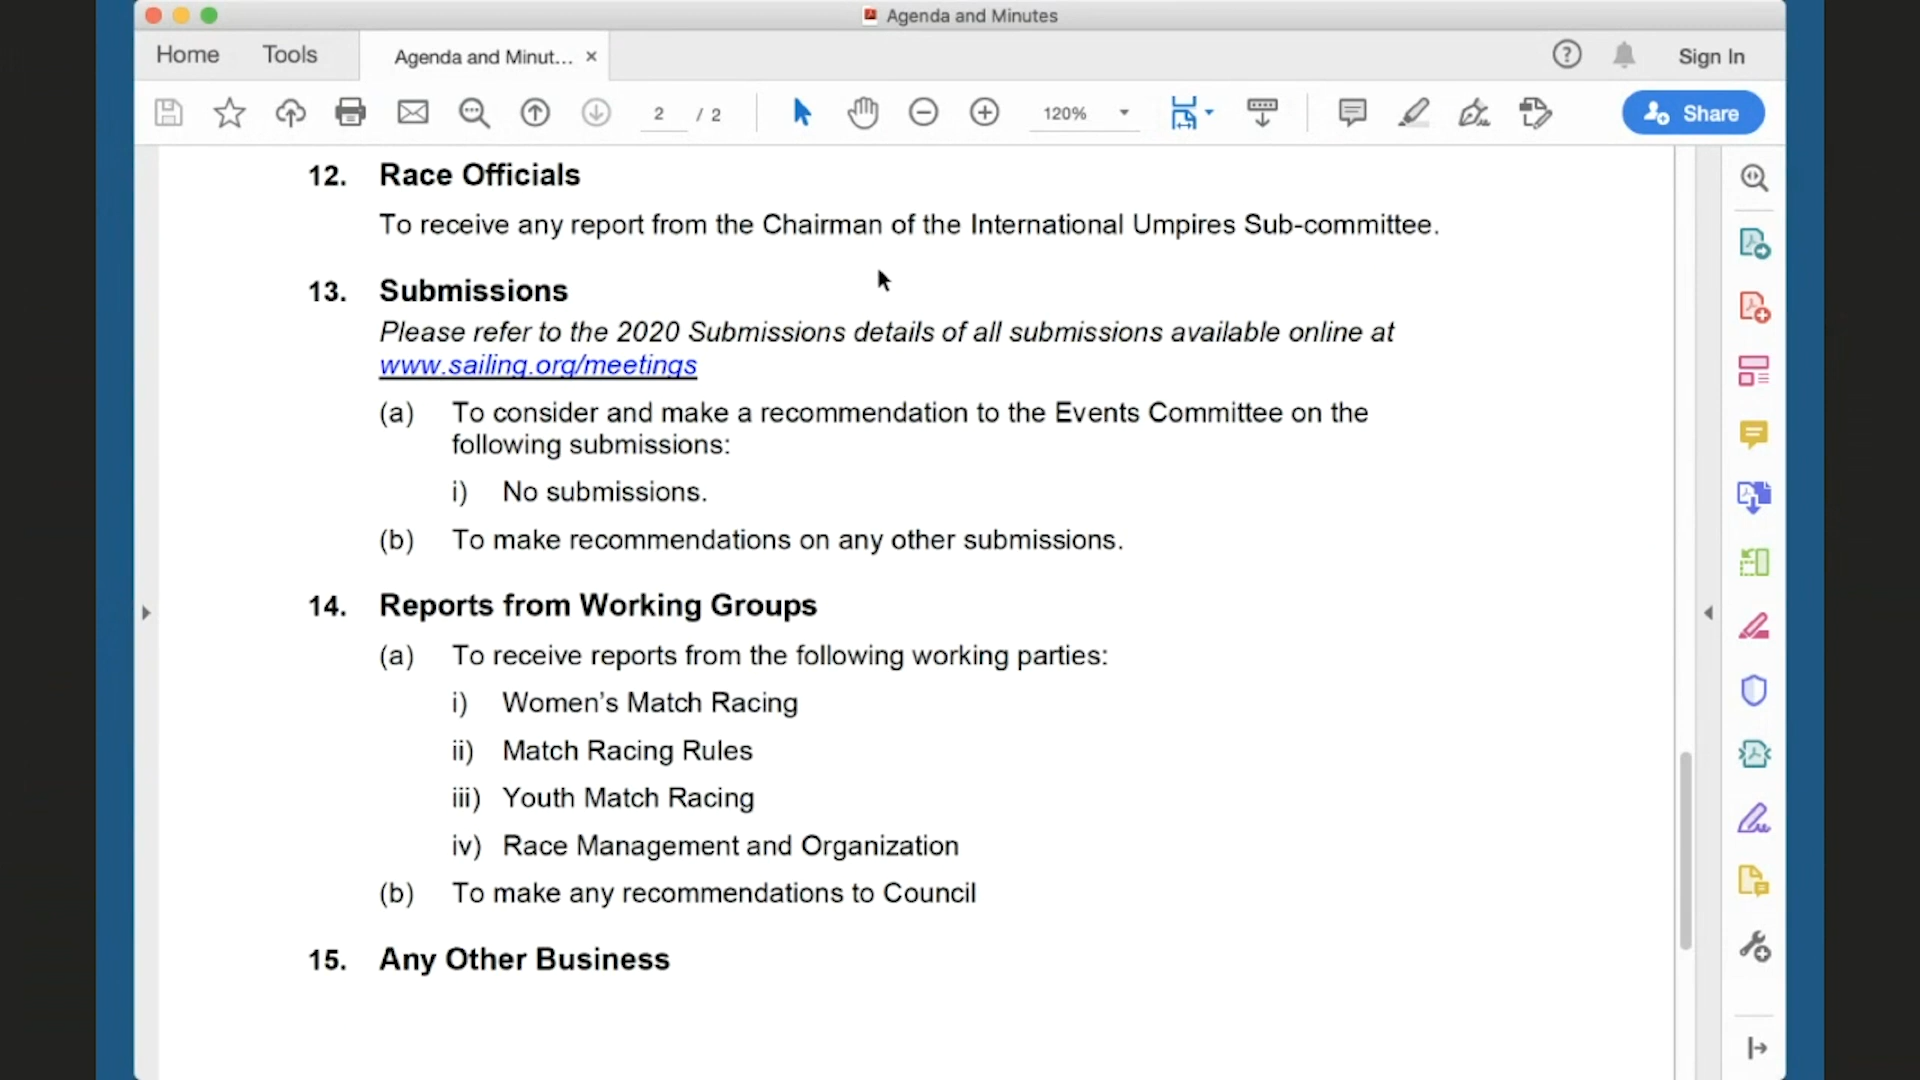 Agenda and Minutes
Home Tools Agenda and Minut... × ? Sign In
2 / 2 120% Share
12. Race Officials
To receive any report from the Chairman of the International Umpires Sub-committee.
13. Submissions
Please refer to the 2020 Submissions details of all submissions available online at
www.sailing.org/meetings
(a) To consider and make a recommendation to the Events Committee on the
following submissions:
i) No submissions.
(b) To make recommendations on any other submissions.
14. Reports from Working Groups
(a) To receive reports from the following working parties:
i) Women’s Match Racing
ii) Match Racing Rules
iii) Youth Match Racing
iv) Race Management and Organization
(b) To make any recommendations to Council
15. Any Other Business